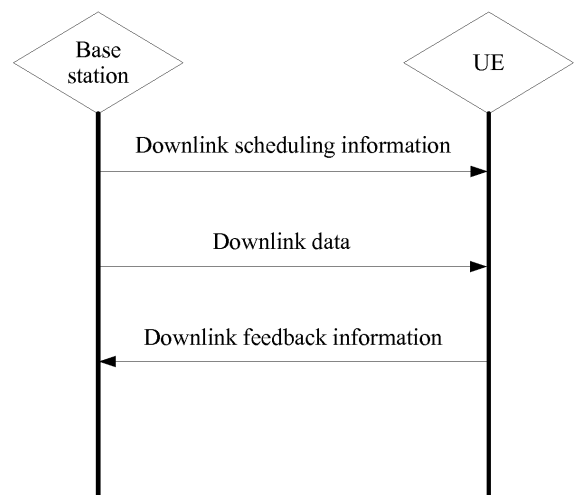 Base
station
UE
Downlink scheduling information
Downlink data
Downlink feedback information